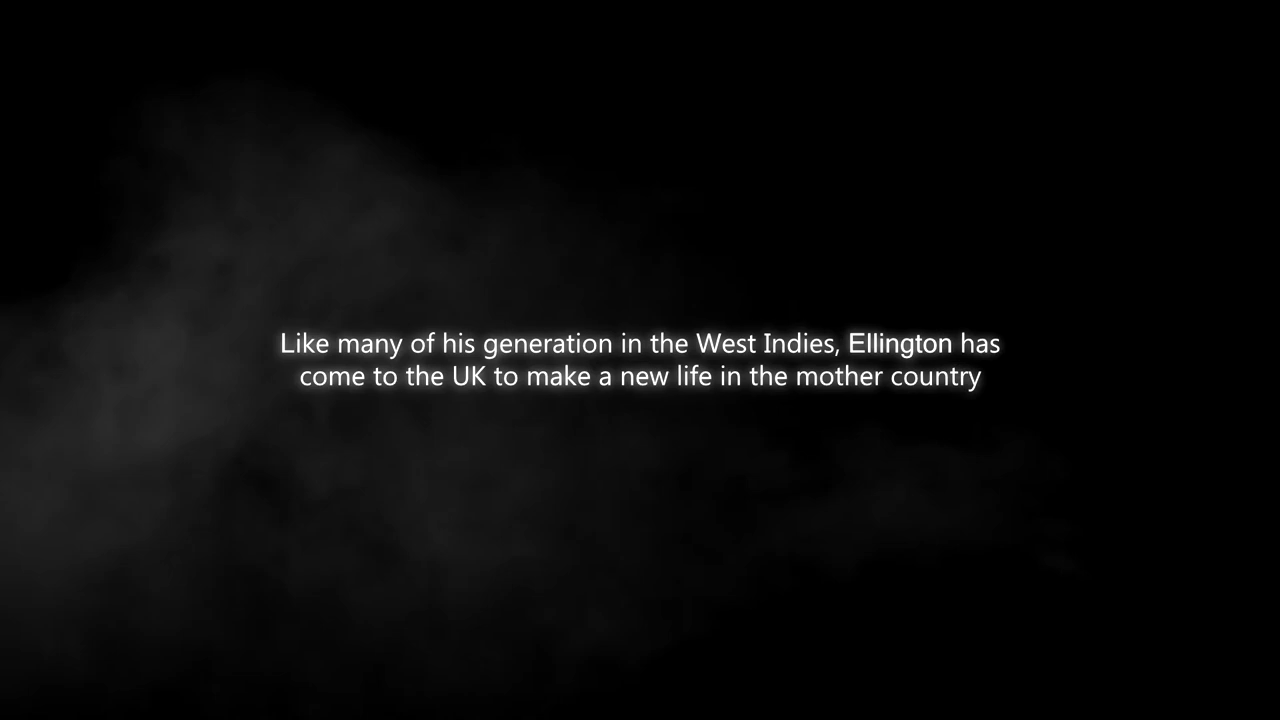 Like many of his generation in the West Indies, Ellington has
come to the UK to make a new life in the mother country